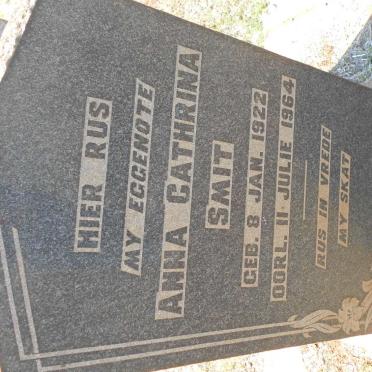 HIER RUS
MY EGGENOTE
ANNA CATHRINA
SMIT
GEB. 8 JAN. 1922
OORL. 11 JULIE 1964
RUS IN VREDE
MY SKAT